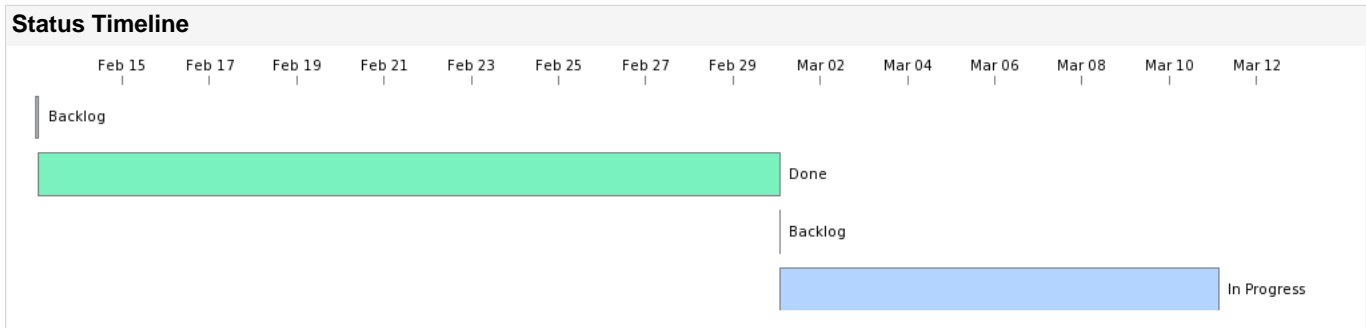 Status Timeline
Feb 15 Feb 17 Feb 19 Feb 21 Feb 23 Feb 25 Feb 27 Feb 29 Mar 02 Mar 04 Mar 06 Mar 08 Mar 10 Mar 12
Backlog
Done
Backlog
In Progress